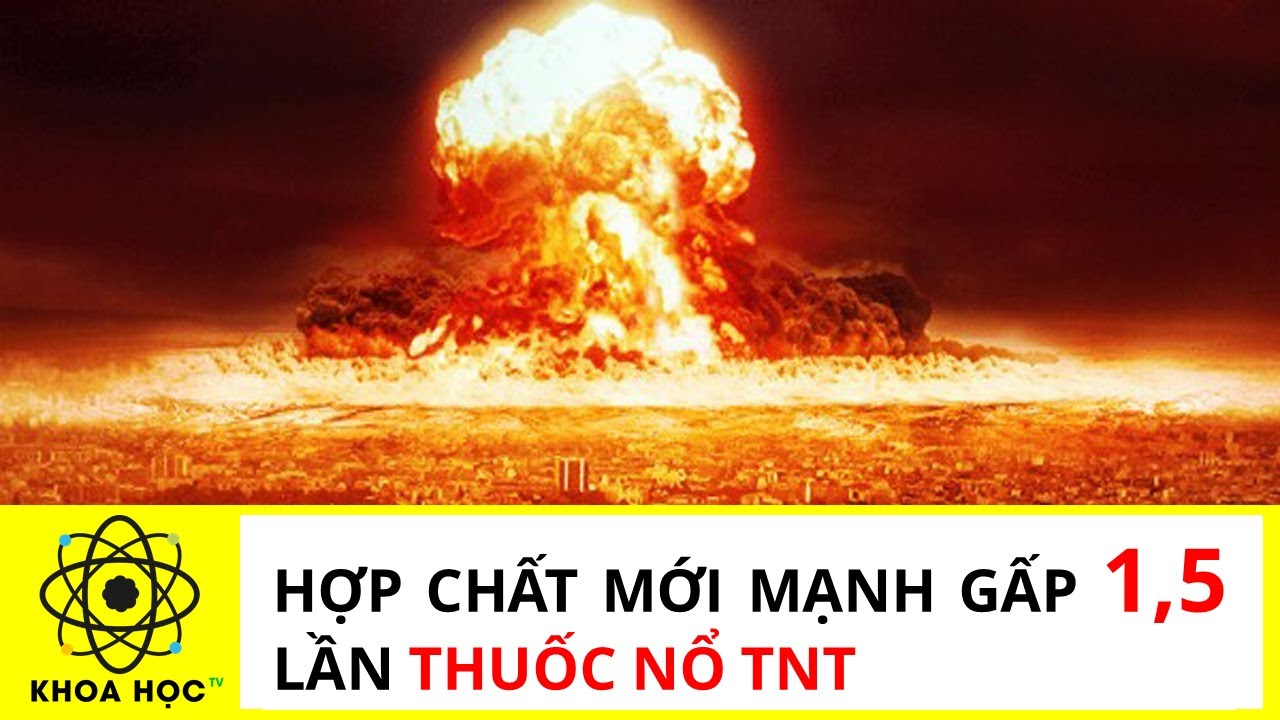 HỢP CHẤT MỚI MẠNH GẤP 1,5
LẦN THUỐC NỔ TNT
KHOA HỌC TV